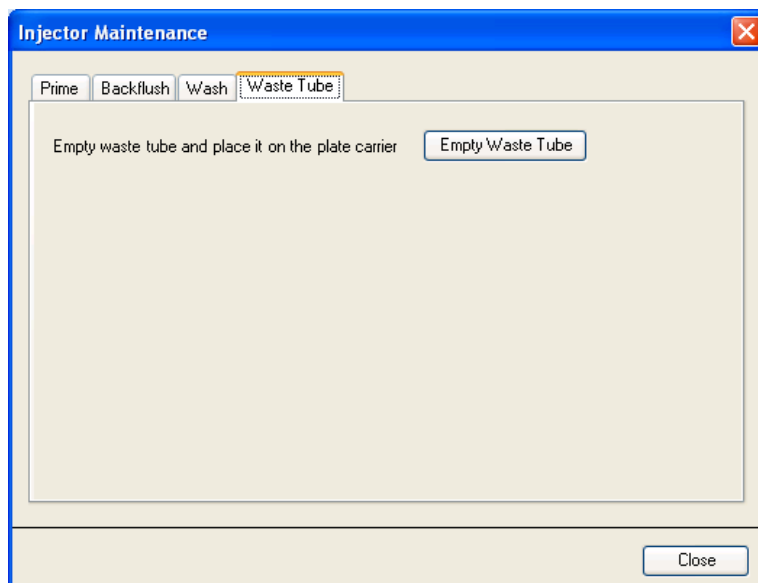 Injector Maintenance
Prime Backflush Wash Waste Tube
Empty waste tube and place it on the plate carrier Empty Waste Tube
Close